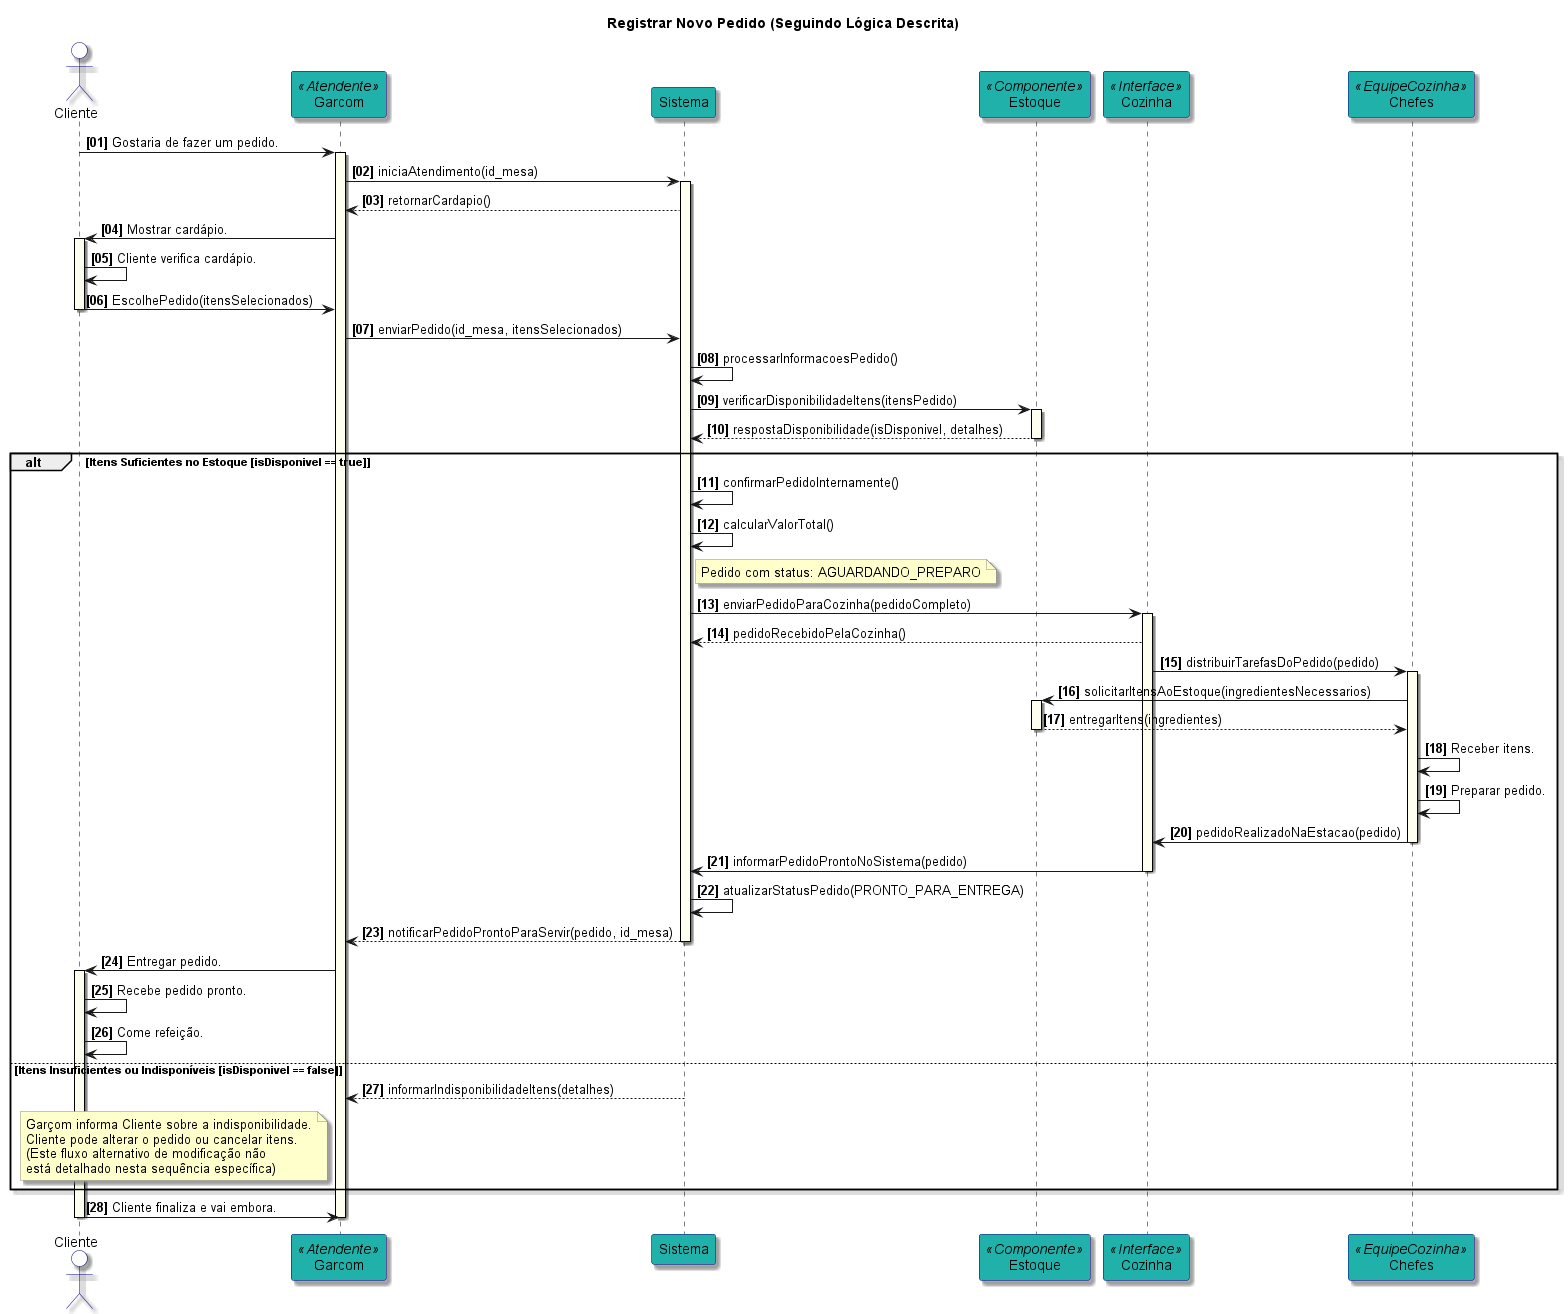 Registrar Novo Pedido (Seguindo Lógica Descrita)
Cliente
«Atendente»
Garcom
Sistema
«Componente»
Estoque
«Interface»
Cozinha
«EquipeCozinha»
Chefes
[01] Gostaria de fazer um pedido.
[02] iniciaAtendimento(id_mesa)
[03] retornarCardapio()
[04] Mostrar cardápio.
[05] Cliente verifica cardápio.
[06] EscolhePedido(itensSelecionados)
[07] enviarPedido(id_mesa, itensSelecionados)
[08] processarInformacoesPedido()
[09] verificarDisponibilidadeItens(itensPedido)
[10] respostaDisponibilidade(isDisponivel, detalhes)
alt [Itens Suficientes no Estoque [isDisponivel == true]]
[11] confirmarPedidoInternamente()
[12] calcularValorTotal()
Pedido com status: AGUARDANDO_PREPARO
[13] enviarPedidoParaCozinha(pedidoCompleto)
[14] pedidoRecebidoPelaCozinha()
[15] distribuirTarefasDoPedido(pedido)
[16] solicitarItensAoEstoque(ingredientesNecessarios)
[17] entregarItens(ingredientes)
[18] Receber itens.
[19] Preparar pedido.
[20] pedidoRealizadoNaEstacao(pedido)
[21] informarPedidoProntoNoSistema(pedido)
[22] atualizarStatusPedido(PRONTO_PARA_ENTREGA)
[23] notificarPedidoProntoParaServir(pedido, id_mesa)
[24] Entregar pedido.
[25] Recebe pedido pronto.
[26] Come refeição.
[Itens Insuficientes ou Indisponíveis [isDisponivel == false]]
[27] informarIndisponibilidadeItens(detalhes)
Garçom informa Cliente sobre a indisponibilidade.
Cliente pode alterar o pedido ou cancelar itens.
(Este fluxo alternativo de modificação não
está detalhado nesta sequência específica)
[28] Cliente finaliza e vai embora.
Cliente
«Atendente»
Garcom
Sistema
«Componente»
Estoque
«Interface»
Cozinha
«EquipeCozinha»
Chefes